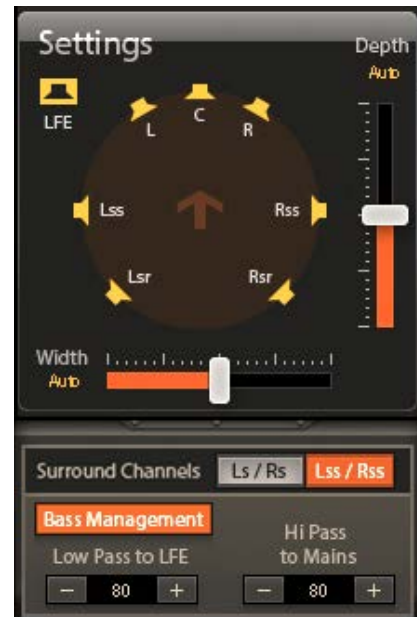 Settings
Depth
Auto
LFE
L
C
R
Lss
Rss
Lsr
Rsr
Width
Auto
Surround Channels Ls / Rs Lss / Rss
Bass Management
Low Pass to LFE
Hi Pass
to Mains
– 80 +
– 80 +